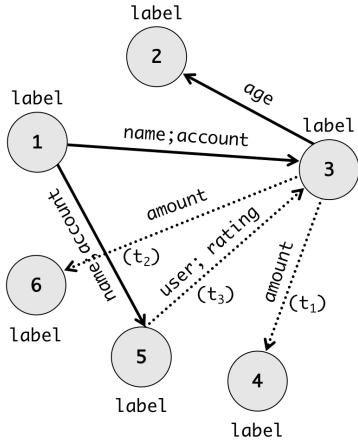 label
2
label
age
label
1
name;account
3
amount
name;account
(t₂)
user; rating
6
(t₃)
amount
(t₁)
label
5
4
label
label